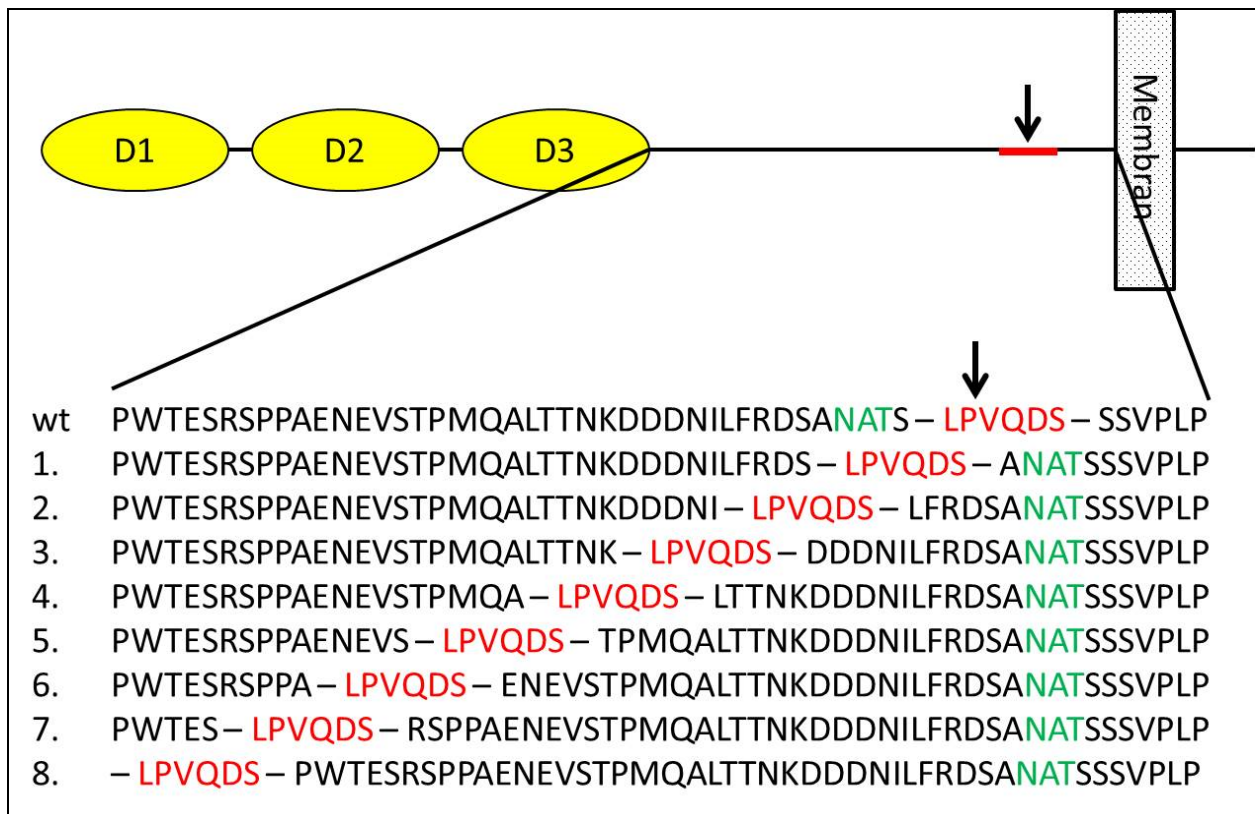 D1 D2 D3 Membran
wt PWTESRSPPAENEVSTPMQALTTNKDDDNILFRDSANATS – LPVQDS – SSVPLP
1. PWTESRSPPAENEVSTPMQALTTNKDDDNILFRDS – LPVQDS – ANATSSSVPLP
2. PWTESRSPPAENEVSTPMQALTTNKDDDNI – LPVQDS – LFRDSANATSSSVPLP
3. PWTESRSPPAENEVSTPMQALTTNK – LPVQDS – DDDNILFRDSANATSSSVPLP
4. PWTESRSPPAENEVSTPMQA – LPVQDS – LTTNKDDDNILFRDSANATSSSVPLP
5. PWTESRSPPAENEVS – LPVQDS – TPMQALTTNKDDDNILFRDSANATSSSVPLP
6. PWTESRSPPA – LPVQDS – ENEVSTPMQALTTNKDDDNILFRDSANATSSSVPLP
7. PWTES – LPVQDS – RSPPAENEVSTPMQALTTNKDDDNILFRDSANATSSSVPLP
8. – LPVQDS – PWTESRSPPAENEVSTPMQALTTNKDDDNILFRDSANATSSSVPLP